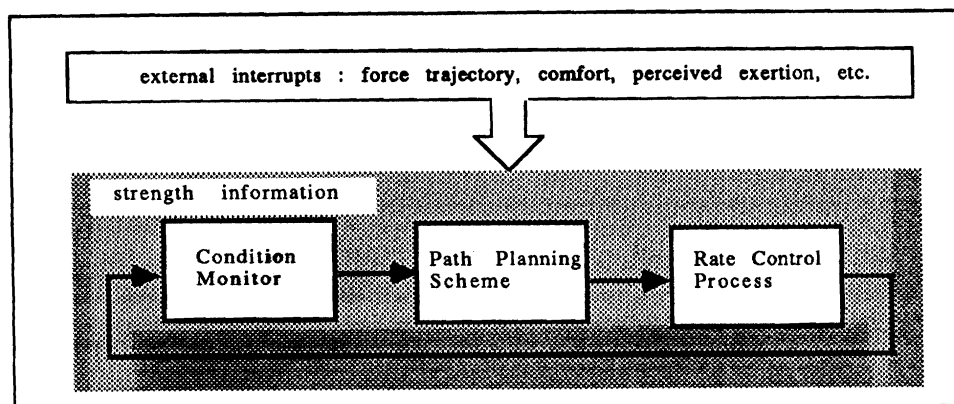 external interrupts : force trajectory, comfort, perceived exertion, etc.
strength information
Condition
Monitor
Path Planning
Scheme
Rate Control
Process